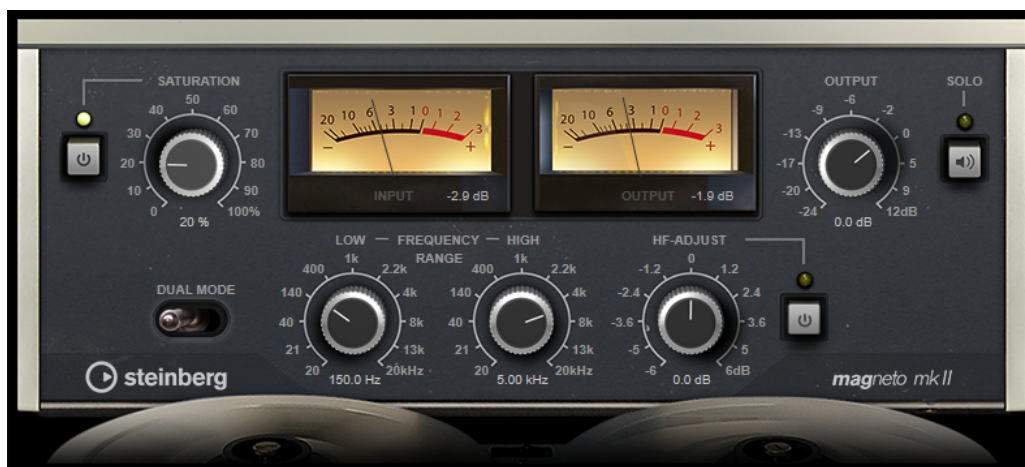 SATURATION
0 10 20 30 40 50 60 70 80 90 100%
20 %
20 10 6 3 1 0 1 2 3
− +
INPUT -2.9 dB
20 10 6 3 1 0 1 2 3
− +
OUTPUT -1.9 dB
OUTPUT
-24 -20 -17 -13 -9 -6 -2 0 5 9 12dB
0.0 dB
SOLO
DUAL MODE
LOW — FREQUENCY — HIGH
RANGE
20 21 40 140 400 1k 2.2k 4k 8k 13k 20kHz
150.0 Hz
20 21 40 140 400 1k 2.2k 4k 8k 13k 20kHz
5.00 kHz
HF-ADJUST
-6 -5 -3.6 -2.4 -1.2 0 1.2 2.4 3.6 5 6dB
0.0 dB
steinberg
magneto mkII